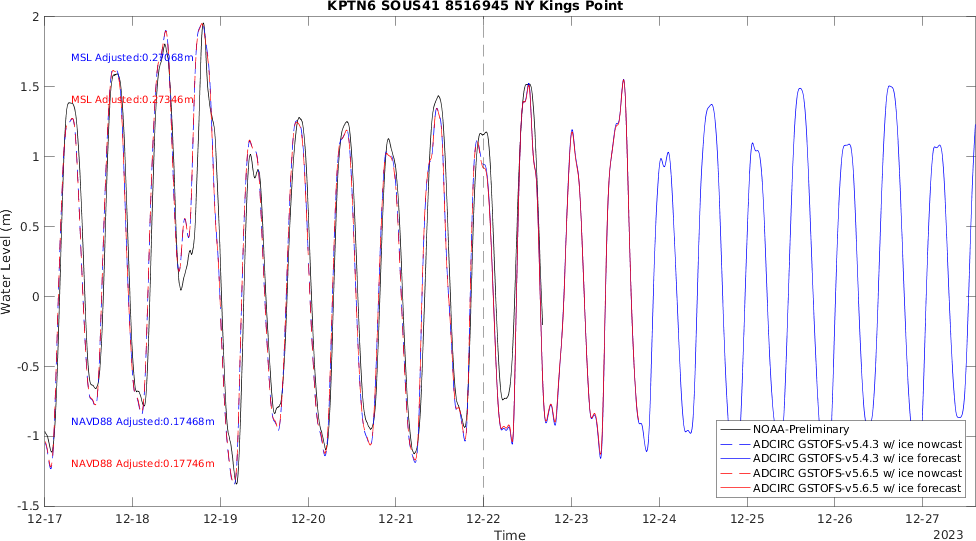 KPTN6 SOUS41 8516945 NY Kings Point
2
1.5
1
0.5
0
-0.5
-1
-1.5
Water Level (m)
MSL Adjusted:0.27068m
MSL Adjusted:0.27346m
NAVD88 Adjusted:0.17468m
NAVD88 Adjusted:0.17746m
NOAA-Preliminary
ADCIRC GSTOFS-v5.4.3 w/ ice nowcast
ADCIRC GSTOFS-v5.4.3 w/ ice forecast
ADCIRC GSTOFS-v5.6.5 w/ ice nowcast
ADCIRC GSTOFS-v5.6.5 w/ ice forecast
12-17 12-18 12-19 12-20 12-21 12-22 12-23 12-24 12-25 12-26 12-27
Time
2023